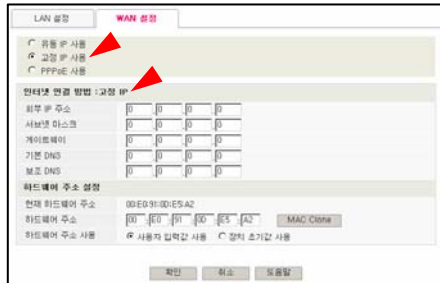 LAN 설정 WAN 설정
유동 IP 사용
고정 IP 사용
PPPoE 사용
인터넷 연결 방법 :고정 IP
외부 IP 주소 0 . 0 . 0 . 0
서브넷 마스크 0 . 0 . 0 . 0
게이트웨이 0 . 0 . 0 . 0
기본 DNS 0 . 0 . 0 . 0
보조 DNS 0 . 0 . 0 . 0
하드웨어 주소 설정
현재 하드웨어 주소 00:E0:91:0D:E5:A2
하드웨어 주소 00 : E0 : 91 : 0D : E5 : A2 MAC Clone
하드웨어 주소 사용 사용자 입력값 사용 장치 초기값 사용
확인 취소 도움말